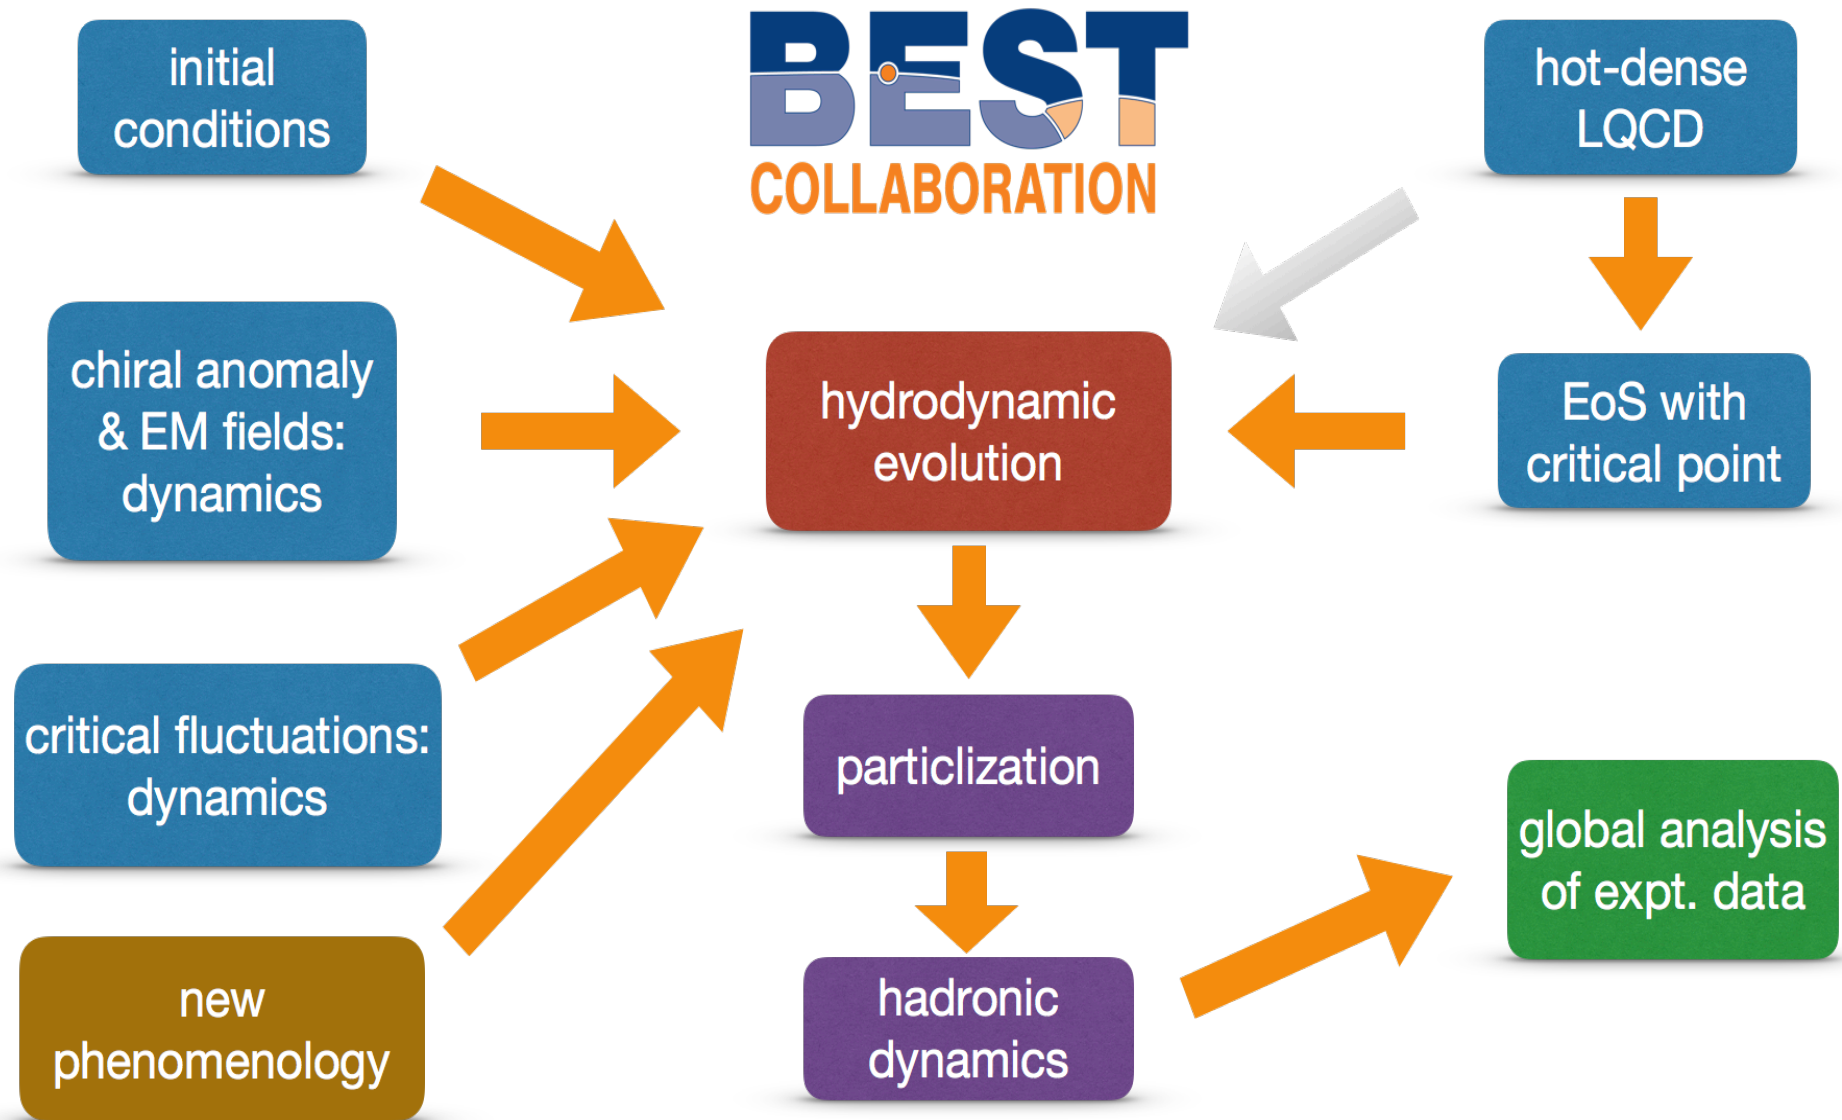 initial
conditions
BEST
COLLABORATION
hot-dense
LQCD
chiral anomaly
& EM fields:
dynamics
hydrodynamic
evolution
EoS with
critical point
critical fluctuations:
dynamics
particlization
global analysis
of expt. data
new
phenomenology
hadronic
dynamics